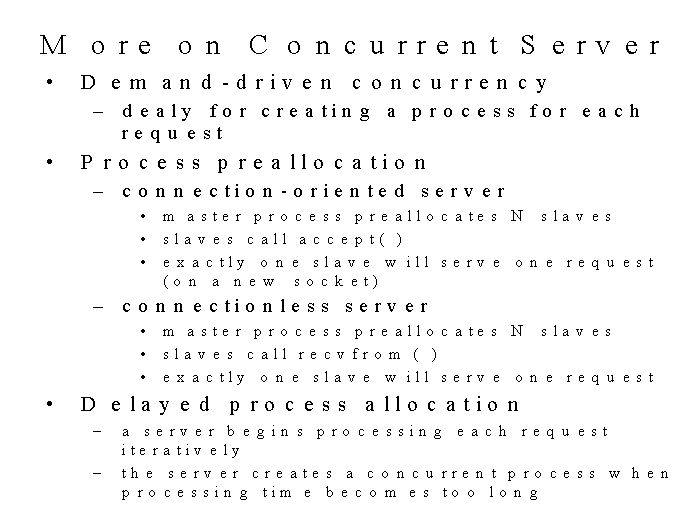 More on Concurrent Server
• Demand-driven concurrency
– dealy for creating a process for each
request
• Process preallocation
– connection-oriented server
• master process preallocates N slaves
• slaves call accept( )
• exactly one slave will serve one request
(on a new socket)
– connectionless server
• master process preallocates N slaves
• slaves call recvfrom ( )
• exactly one slave will serve one request
• Delayed process allocation
– a server begins processing each request
iteratively
– the server creates a concurrent process when
processing time becomes too long